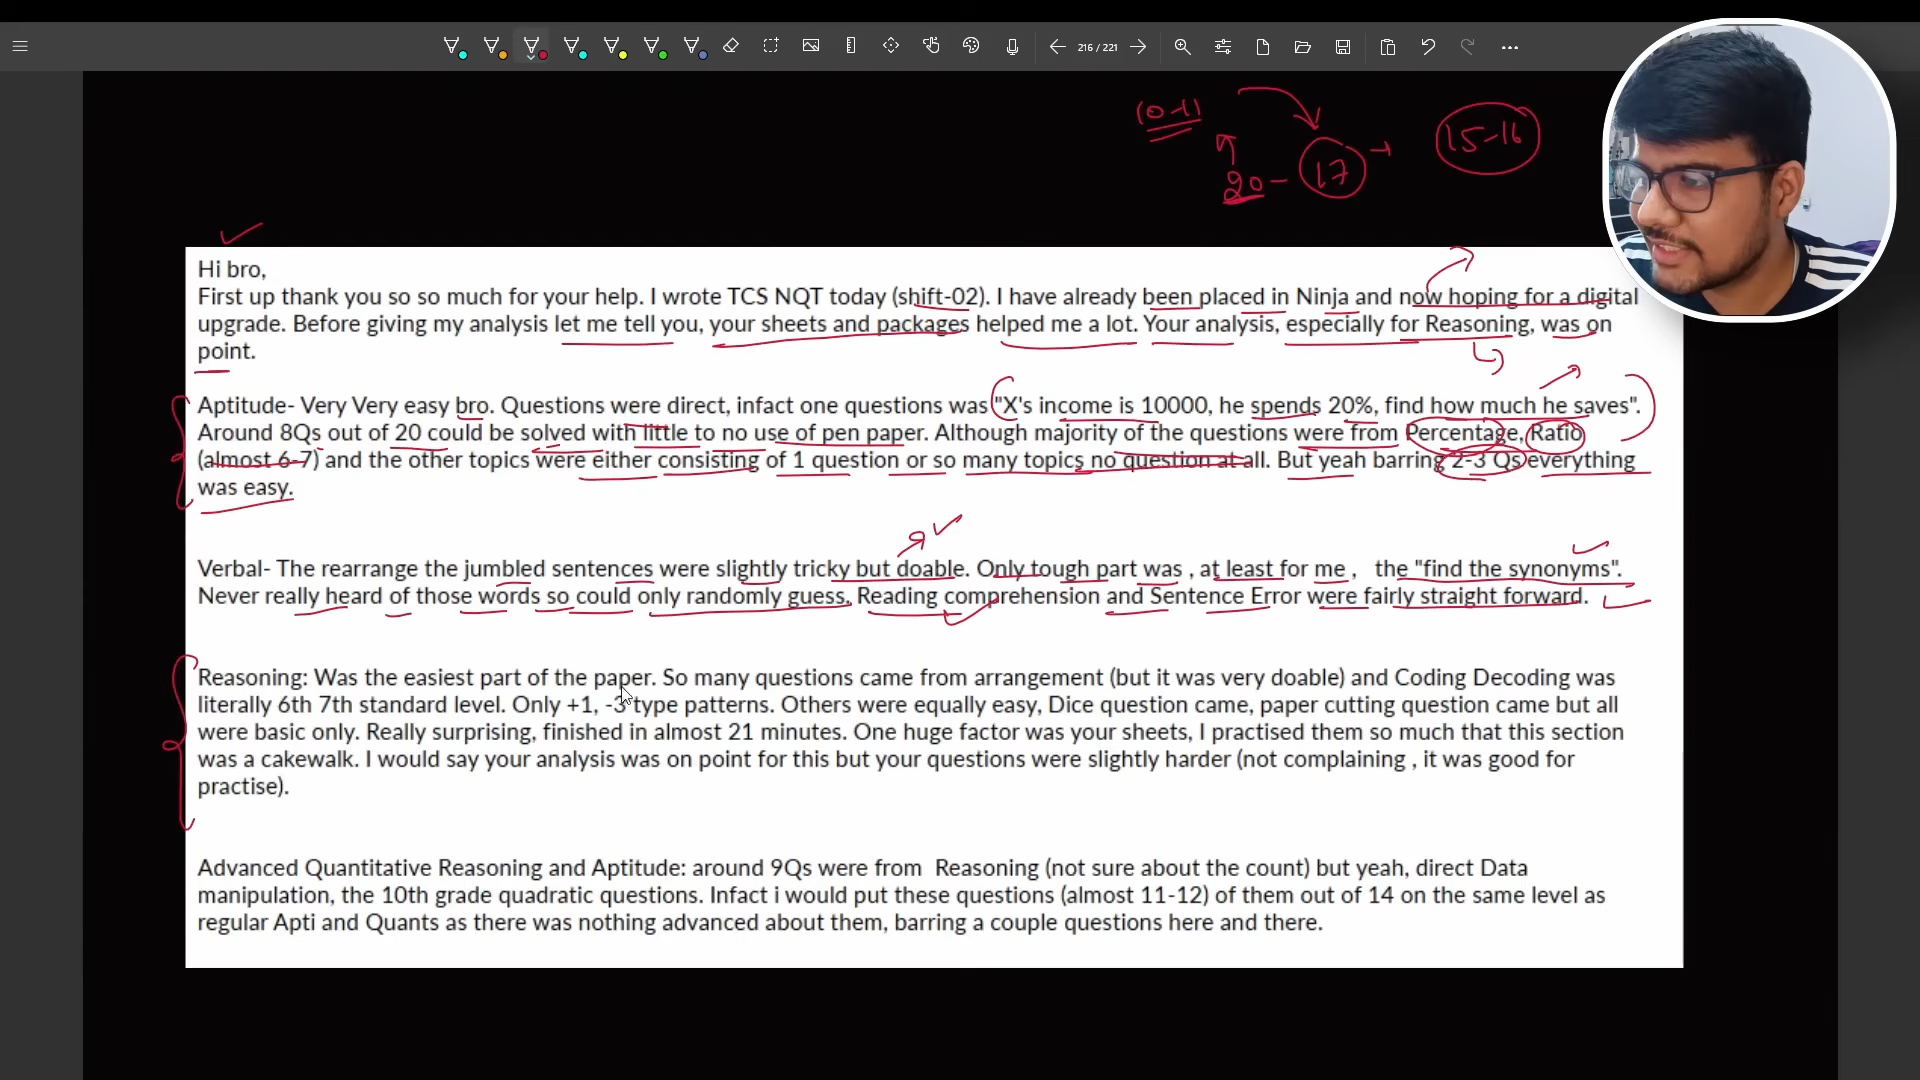 216 / 221
10-11
15-16
20-
17
Hi bro,
First up thank you so so much for your help. I wrote TCS NQT today (shift-02). I have already been placed in Ninja and now hoping for a digital
upgrade. Before giving my analysis let me tell you, your sheets and packages helped me a lot. Your analysis, especially for Reasoning, was on
point.
Aptitude- Very Very easy bro. Questions were direct, infact one questions was "X's income is 10000, he spends 20%, find how much he saves".
Around 8Qs out of 20 could be solved with little to no use of pen paper. Although majority of the questions were from Percentage, Ratio
(almost 6-7) and the other topics were either consisting of 1 question or so many topics no question at all. But yeah barring 2-3 Qs everything
was easy.
Verbal- The rearrange the jumbled sentences were slightly tricky but doable. Only tough part was , at least for me , the "find the synonyms".
Never really heard of those words so could only randomly guess. Reading comprehension and Sentence Error were fairly straight forward.
Reasoning: Was the easiest part of the paper. So many questions came from arrangement (but it was very doable) and Coding Decoding was
literally 6th 7th standard level. Only +1, -3 type patterns. Others were equally easy, Dice question came, paper cutting question came but all
were basic only. Really surprising, finished in almost 21 minutes. One huge factor was your sheets, I practised them so much that this section
was a cakewalk. I would say your analysis was on point for this but your questions were slightly harder (not complaining , it was good for
practise).
Advanced Quantitative Reasoning and Aptitude: around 9Qs were from Reasoning (not sure about the count) but yeah, direct Data
manipulation, the 10th grade quadratic questions. Infact i would put these questions (almost 11-12) of them out of 14 on the same level as
regular Apti and Quants as there was nothing advanced about them, barring a couple questions here and there.